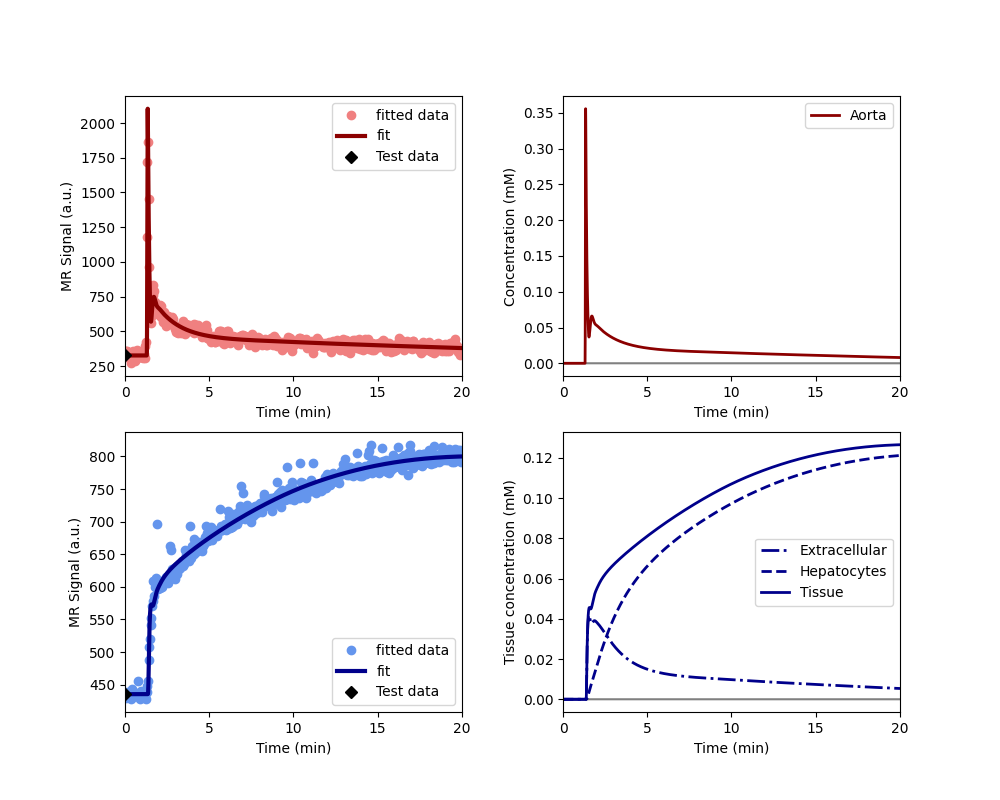 MR Signal (a.u.)
2000
1750
1500
1250
1000
750
500
250
0 5 10 15 20
Time (min)
fitted data
fit
Test data
Concentration (mM)
0.35
0.30
0.25
0.20
0.15
0.10
0.05
0.00
0 5 10 15 20
Time (min)
Aorta
MR Signal (a.u.)
800
750
700
650
600
550
500
450
0 5 10 15 20
Time (min)
fitted data
fit
Test data
Tissue concentration (mM)
0.12
0.10
0.08
0.06
0.04
0.02
0.00
0 5 10 15 20
Time (min)
Extracellular
Hepatocytes
Tissue